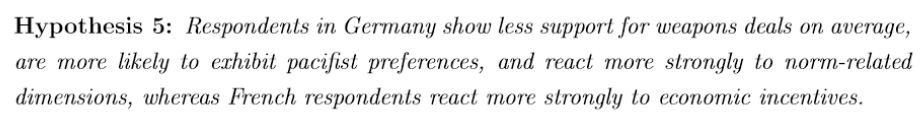 Hypothesis 5: Respondents in Germany show less support for weapons deals on average,
are more likely to exhibit pacifist preferences, and react more strongly to norm-related
dimensions, whereas French respondents react more strongly to economic incentives.